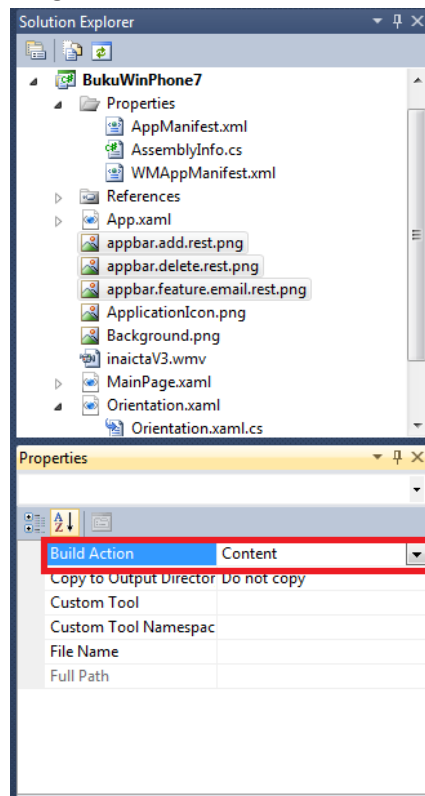 Solution Explorer
BukuWinPhone7
Properties
AppManifest.xml
AssemblyInfo.cs
WMAppManifest.xml
References
App.xaml
appbar.add.rest.png
appbar.delete.rest.png
appbar.feature.email.rest.png
ApplicationIcon.png
Background.png
inaictaV3.wmv
MainPage.xaml
Orientation.xaml
Orientation.xaml.cs
Properties
Build Action Content
Copy to Output Director Do not copy
Custom Tool
Custom Tool Namespac
File Name
Full Path